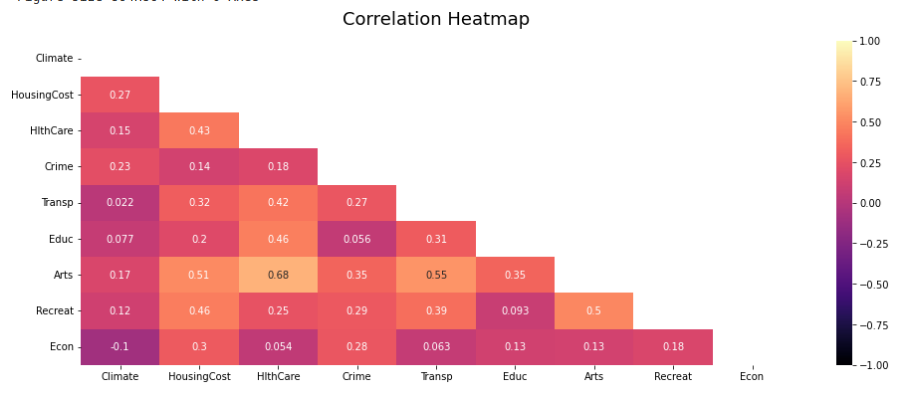 Correlation Heatmap
Climate
HousingCost 0.27
HlthCare 0.15 0.43
Crime 0.23 0.14 0.18
Transp 0.022 0.32 0.42 0.27
Educ 0.077 0.2 0.46 0.056 0.31
Arts 0.17 0.51 0.68 0.35 0.55 0.35
Recreat 0.12 0.46 0.25 0.29 0.39 0.093 0.5
Econ -0.1 0.3 0.054 0.28 0.063 0.13 0.13 0.18
Climate HousingCost HlthCare Crime Transp Educ Arts Recreat Econ
1.00
0.75
0.50
0.25
0.00
−0.25
−0.50
−0.75
−1.00